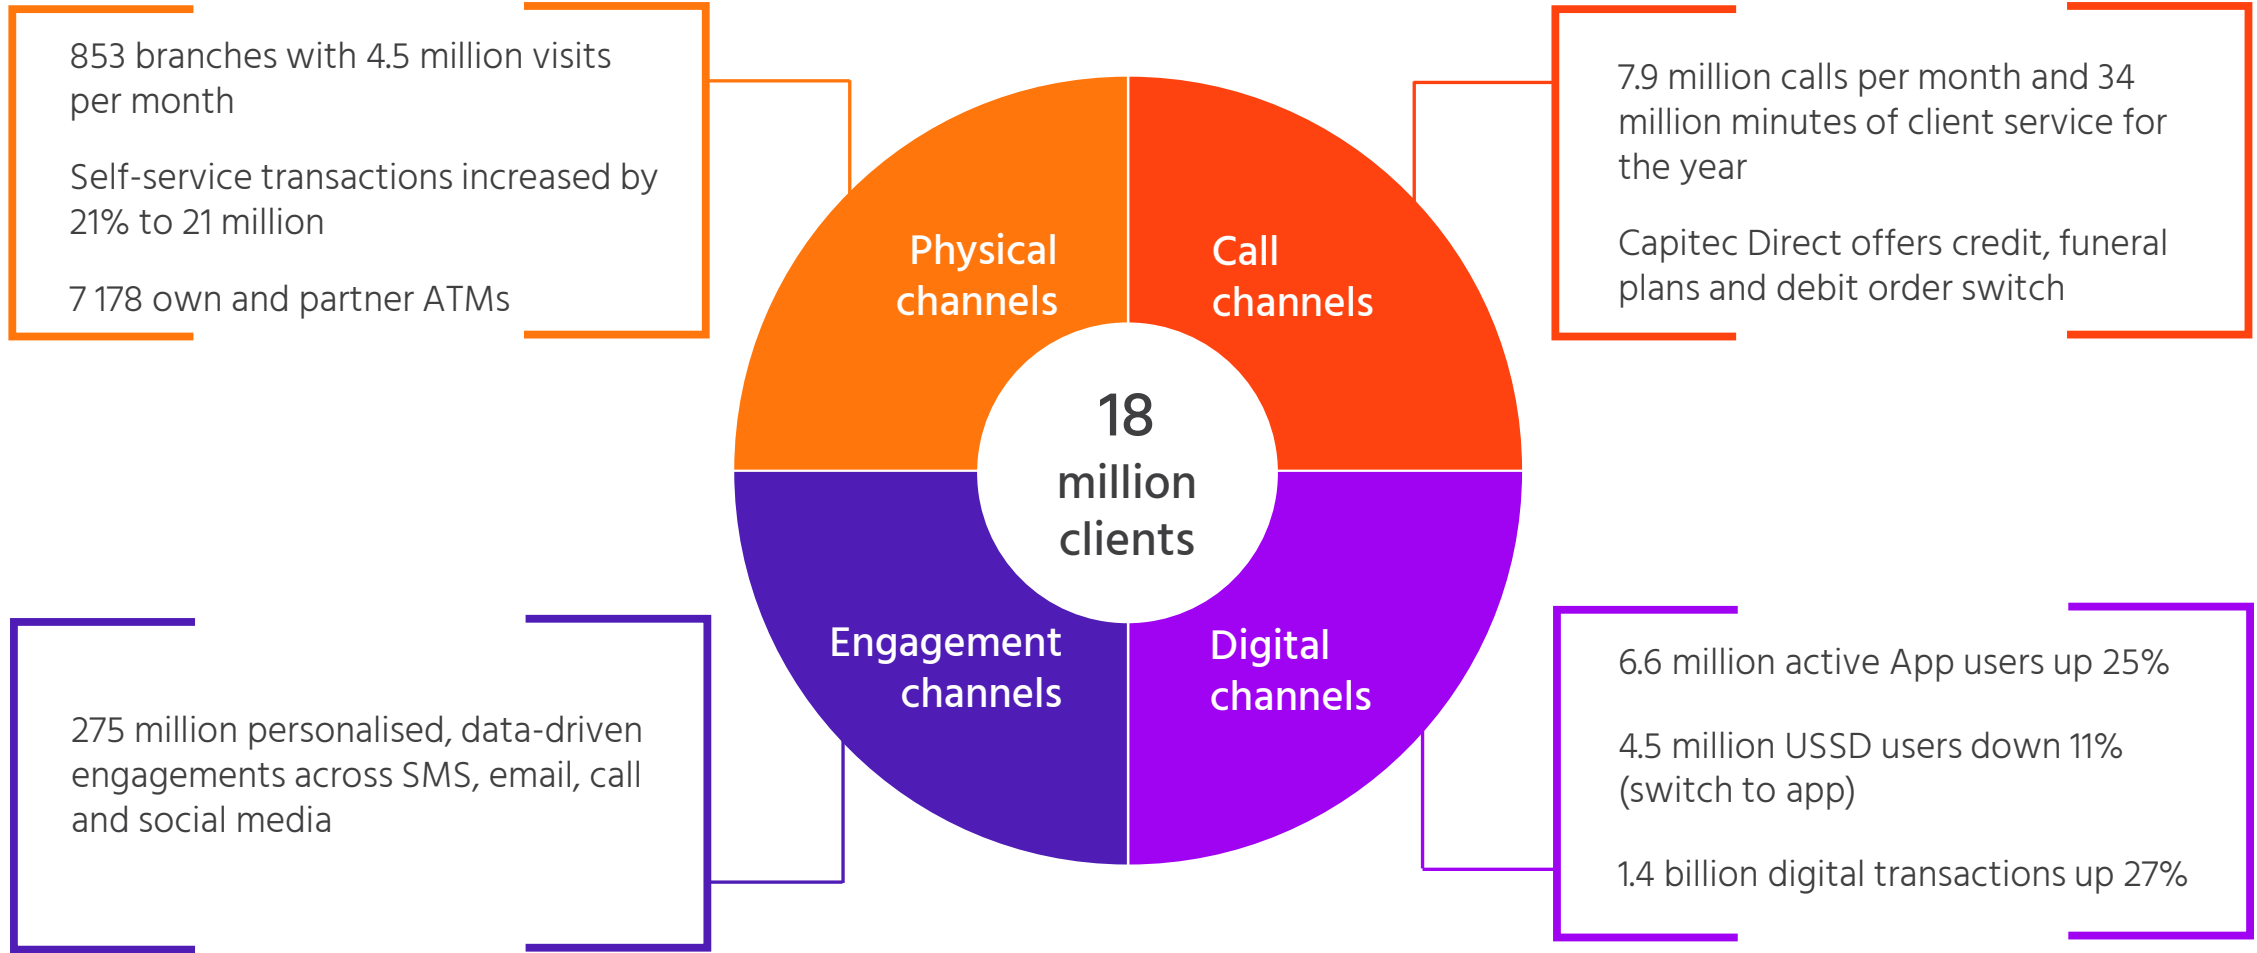 853 branches with 4.5 million visits
per month
Self-service transactions increased by
21% to 21 million
7 178 own and partner ATMs
7.9 million calls per month and 34
million minutes of client service for
the year
Capitec Direct offers credit, funeral
plans and debit order switch
Physical
channels
Call
channels
18
million
clients
Engagement
channels
Digital
channels
275 million personalised, data-driven
engagements across SMS, email, call
and social media
6.6 million active App users up 25%
4.5 million USSD users down 11%
(switch to app)
1.4 billion digital transactions up 27%